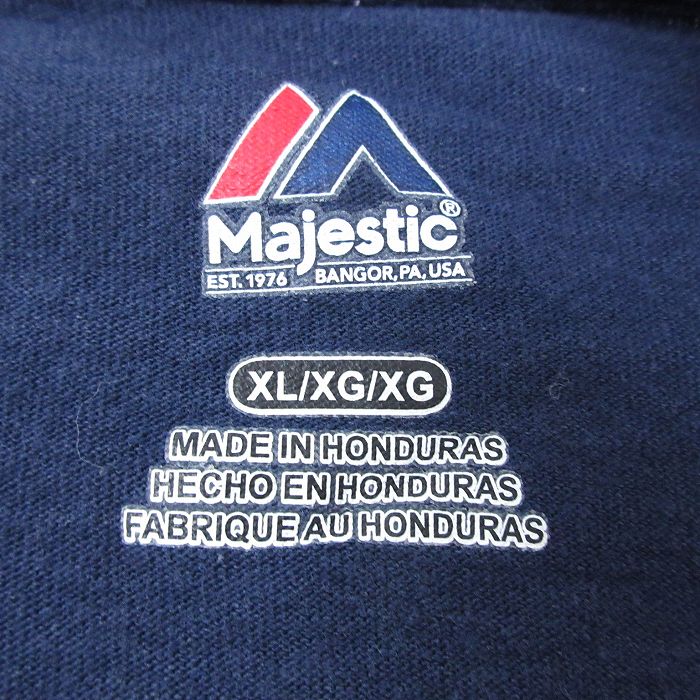 Majestic®
EST. 1976 BANGOR, PA, USA
XL/XG/XG
MADE IN HONDURAS
HECHO EN HONDURAS
FABRIQUE AU HONDURAS